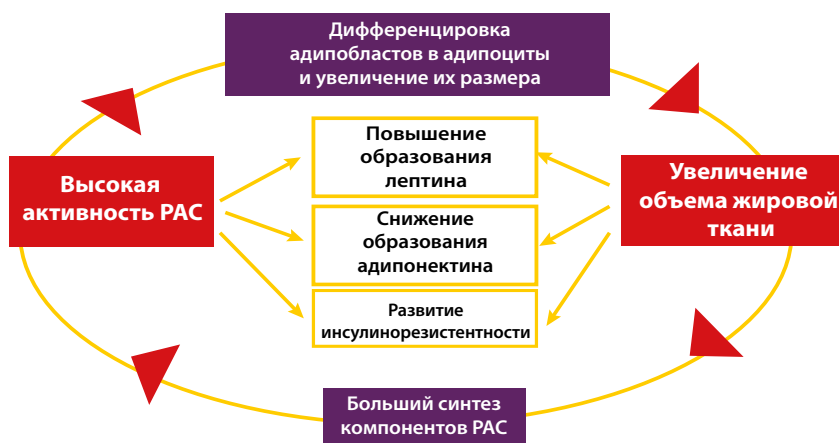 Дифференцировка
адипобластов в адипоциты
и увеличение их размера
Высокая
активность РАС
Повышение
образования
лептина
Снижение
образования
адипонектина
Развитие
инсулинорезистентности
Увеличение
объема жировой
ткани
Больший синтез
компонентов РАС